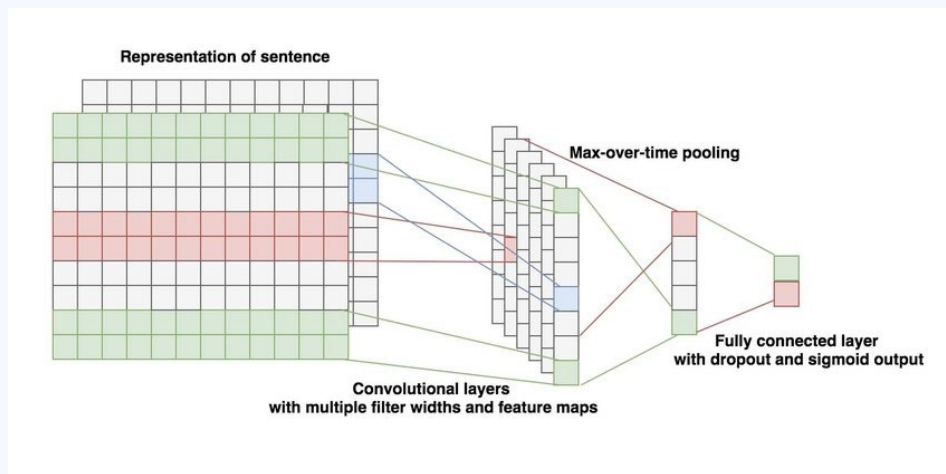 Representation of sentence
Max-over-time pooling
Fully connected layer
with dropout and sigmoid output
Convolutional layers
with multiple filter widths and feature maps